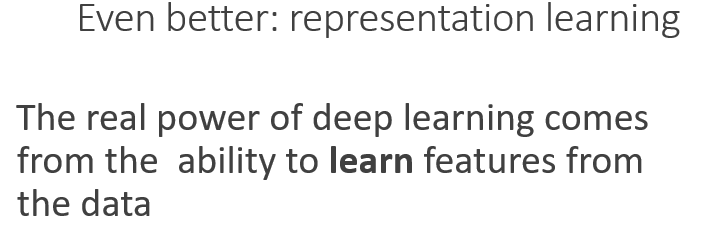 Even better: representation learning
The real power of deep learning comes
from the  ability to learn features from
the data